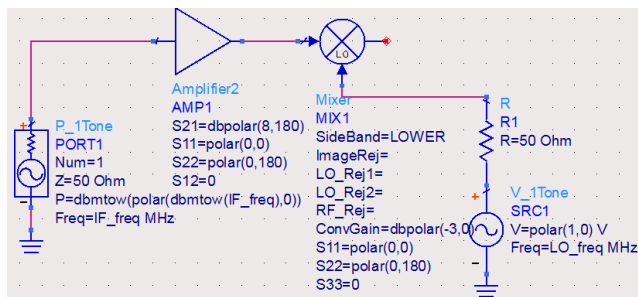 LO
Amplifier2
AMP1
S21=dbpolar(8,180)
S11=polar(0,0)
S22=polar(0,180)
S12=0
Mixer
MIX1
SideBand=LOWER
ImageRej=
LO_Rej1=
LO_Rej2=
RF_Rej=
ConvGain=dbpolar(-3,0)
S11=polar(0,0)
S22=polar(0,180)
S33=0
R
R1
R=50 Ohm
+
P_1Tone
PORT1
Num=1
Z=50 Ohm
P=dbmtow(polar(dbmtow(IF_freq),0))
Freq=IF_freq MHz
-
+
V_1Tone
SRC1
V=polar(1,0) V
Freq=LO_freq MHz
-